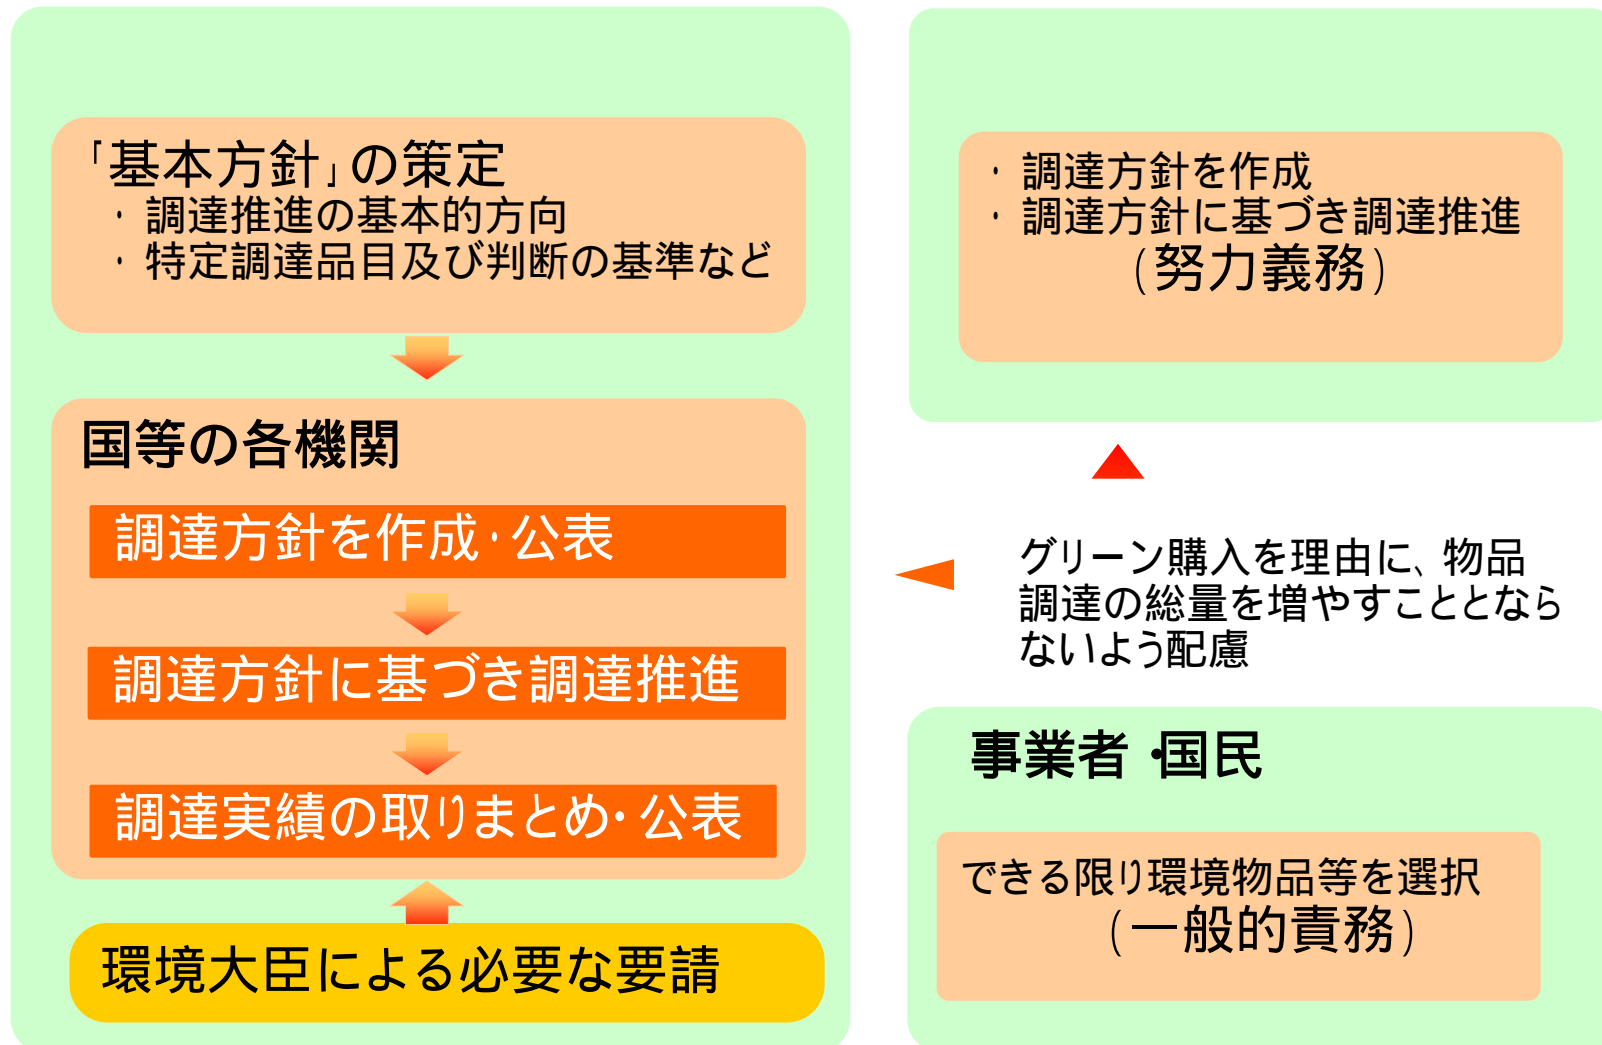 「基本方針」の策定
・ 調達推進の基本的方向
・ 特定調達品目及び判断の基準など
国等の各機関
調達方針を作成・公表
調達方針に基づき調達推進
調達実績の取りまとめ・公表
環境大臣による必要な要請
・ 調達方針を作成
・ 調達方針に基づき調達推進
(努力義務)
グリーン購入を理由に、物品
調達の総量を増やすこととなら
ないよう配慮
事業者・国民
できる限り環境物品等を選択
(一般的責務)